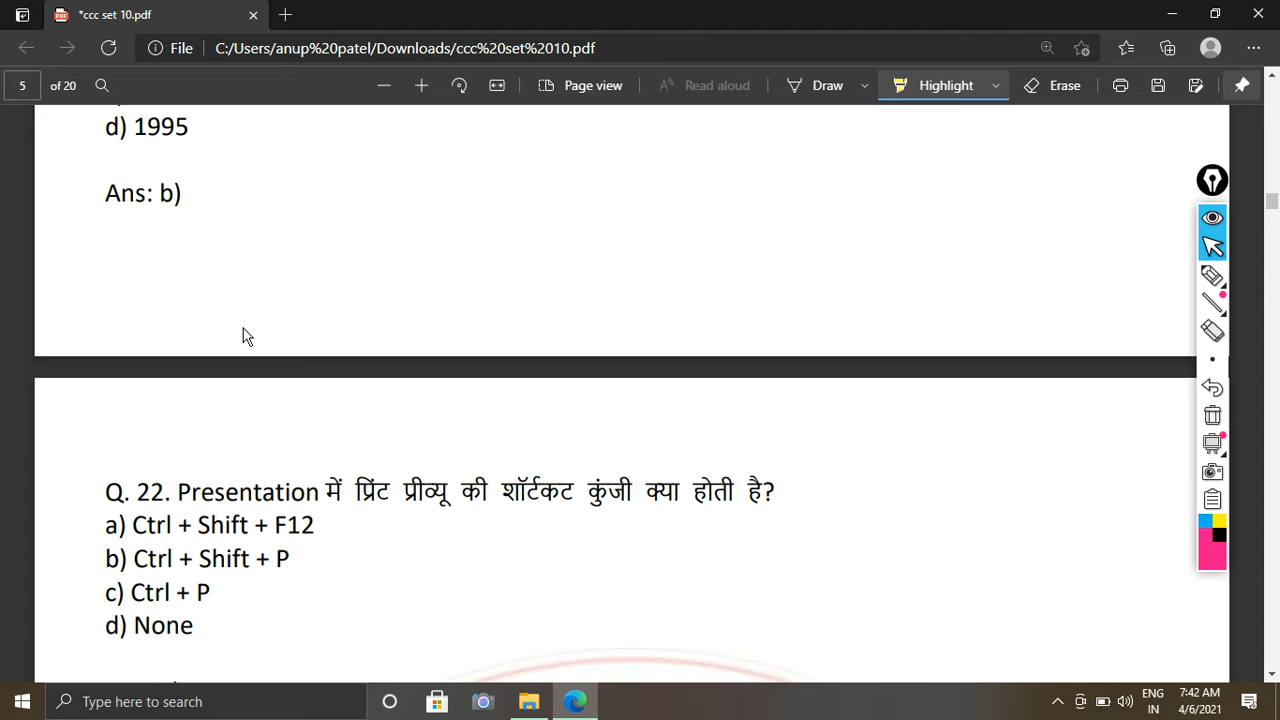 *ccc set 10.pdf
File C:/Users/anup%20patel/Downloads/ccc%20set%2010.pdf
5 of 20 Page view Read aloud Draw Highlight Erase
d) 1995
Ans: b)
Q. 22. Presentation में प्रिंट प्रीव्यू की शॉर्टकट कुंजी क्या होती है?
a) Ctrl + Shift + F12
b) Ctrl + Shift + P
c) Ctrl + P
d) None
Type here to search
ENG
IN
7:42 AM
4/6/2021